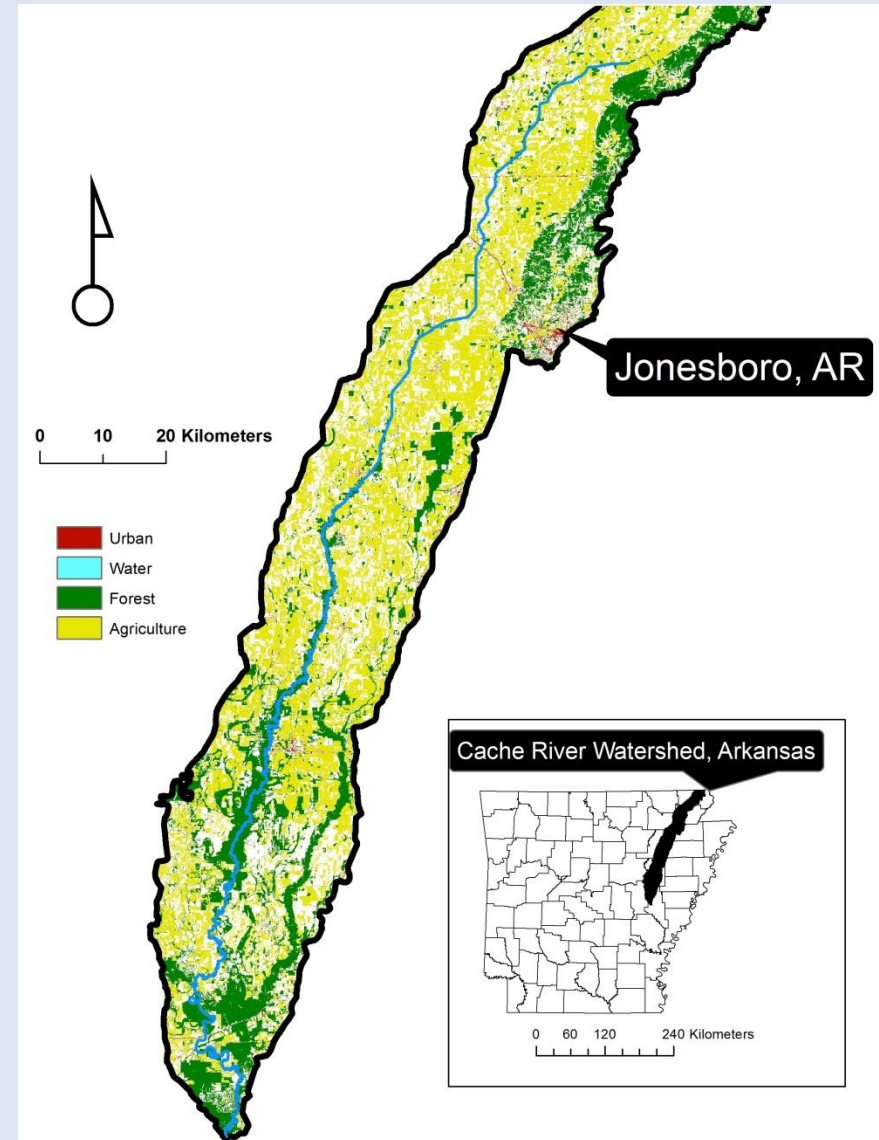 Jonesboro, AR
0 10 20 Kilometers
Urban
Water
Forest
Agriculture
Cache River Watershed, Arkansas
0 60 120 240 Kilometers